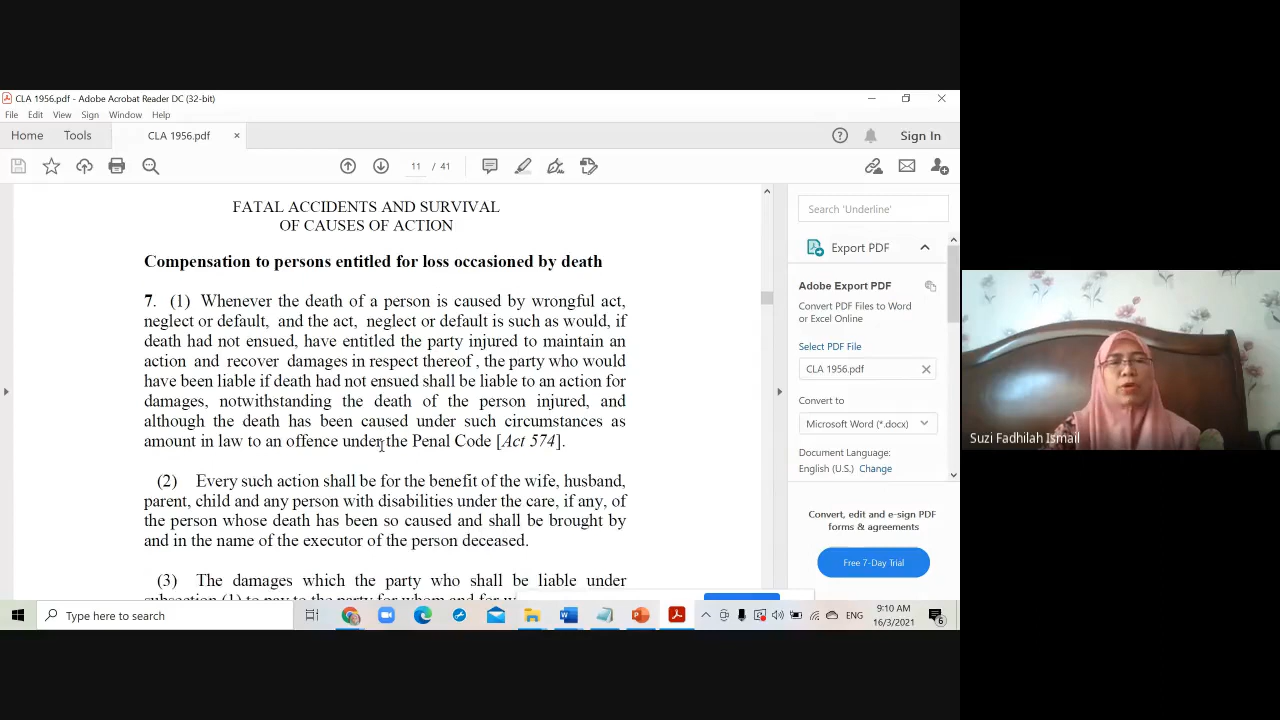 CLA 1956.pdf - Adobe Acrobat Reader DC (32-bit)
File Edit View Sign Window Help
Home Tools CLA 1956.pdf × Sign In
11 / 41
FATAL ACCIDENTS AND SURVIVAL
OF CAUSES OF ACTION
Compensation to persons entitled for loss occasioned by death
7. (1) Whenever the death of a person is caused by wrongful act,
neglect or default, and the act, neglect or default is such as would, if
death had not ensued, have entitled the party injured to maintain an
action and recover damages in respect thereof , the party who would
have been liable if death had not ensued shall be liable to an action for
damages, notwithstanding the death of the person injured, and
although the death has been caused under such circumstances as
amount in law to an offence under the Penal Code [Act 574].
(2) Every such action shall be for the benefit of the wife, husband,
parent, child and any person with disabilities under the care, if any, of
the person whose death has been so caused and shall be brought by
and in the name of the executor of the person deceased.
(3) The damages which the party who shall be liable under
subsection (1) to pay to the party for whom and for
Search 'Underline'
Export PDF
Adobe Export PDF
Convert PDF Files to Word
or Excel Online
Select PDF File
CLA 1956.pdf
Convert to
Microsoft Word (*.docx)
Document Language:
English (U.S.) Change
Convert, edit and e-sign PDF
forms & agreements
Free 7-Day Trial
Suzi Fadhilah Ismail
Type here to search
ENG
9:10 AM
16/3/2021
6